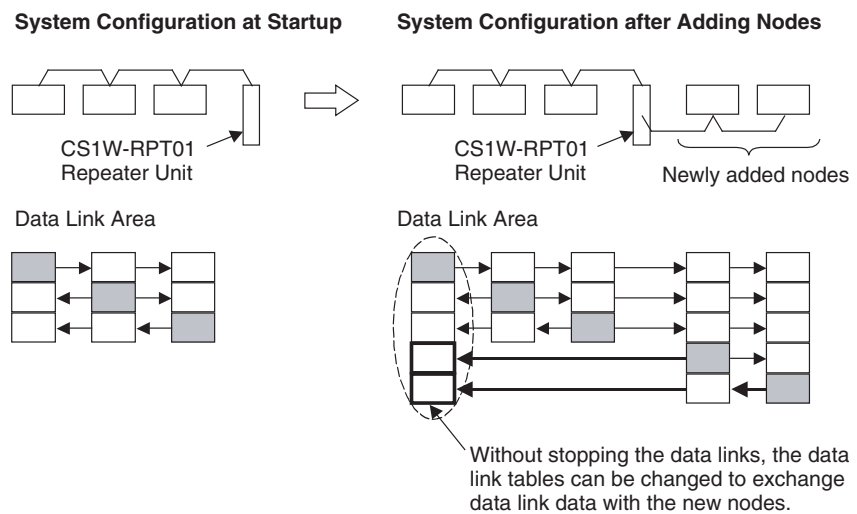 System Configuration at Startup
System Configuration after Adding Nodes
CS1W-RPT01
Repeater Unit
CS1W-RPT01
Repeater Unit
Newly added nodes
Data Link Area
Data Link Area
Without stopping the data links, the data
link tables can be changed to exchange
data link data with the new nodes.